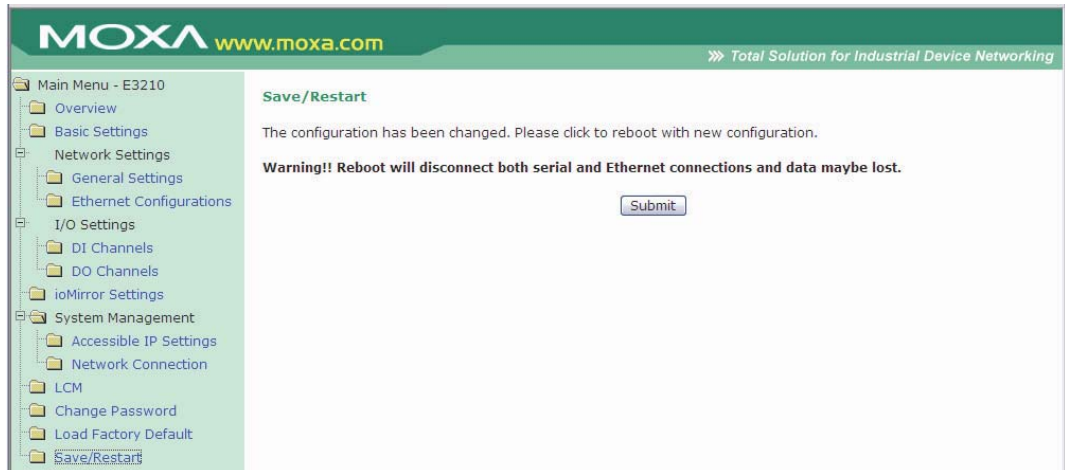 MOXA www.moxa.com
Total Solution for Industrial Device Networking
Main Menu - E3210
Overview
Basic Settings
Network Settings
General Settings
Ethernet Configurations
I/O Settings
DI Channels
DO Channels
ioMirror Settings
System Management
Accessible IP Settings
Network Connection
LCM
Change Password
Load Factory Default
Save/Restart
Save/Restart
The configuration has been changed. Please click to reboot with new configuration.
Warning!! Reboot will disconnect both serial and Ethernet connections and data maybe lost.
Submit